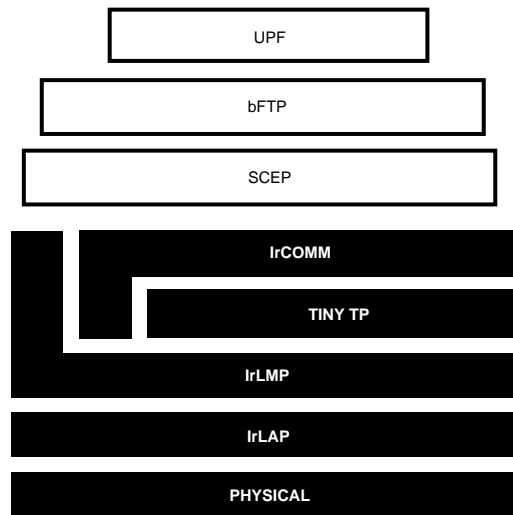 UPF
bFTP
SCEP
IrCOMM
TINY TP
IrLMP
IrLAP
PHYSICAL